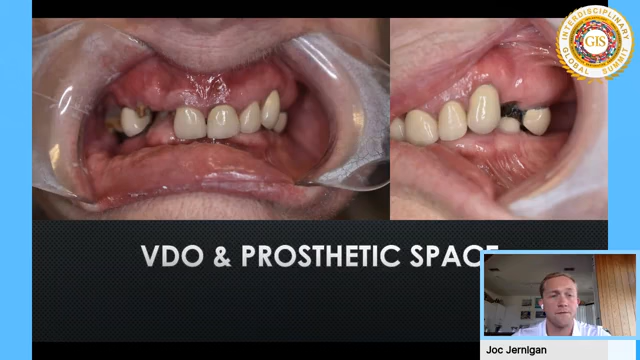 INTERDISCIPLINARY
GIS
GLOBAL SUMMIT
VDO & PROSTHETIC SPACE
Joc Jernigan